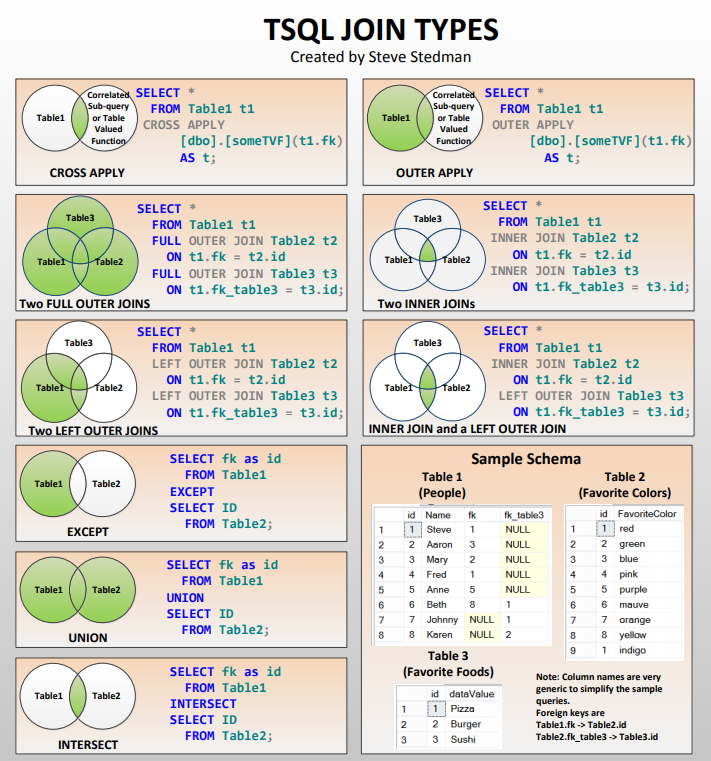 TSQL JOIN TYPES
Created by Steve Stedman
Table1
Correlated
Sub-query
or Table
Valued
Function
CROSS APPLY
SELECT *
FROM Table1 t1
CROSS APPLY
[dbo].[someTVF](t1.fk)
AS t;
Table1
Correlated
Sub-query
or Table
Valued
Function
OUTER APPLY
SELECT *
FROM Table1 t1
OUTER APPLY
[dbo].[someTVF](t1.fk)
AS t;
Table3
Table1 Table2
Two FULL OUTER JOINS
SELECT *
FROM Table1 t1
FULL OUTER JOIN Table2 t2
ON t1.fk = t2.id
FULL OUTER JOIN Table3 t3
ON t1.fk_table3 = t3.id;
Table3
Table1 Table2
Two INNER JOINs
SELECT *
FROM Table1 t1
INNER JOIN Table2 t2
ON t1.fk = t2.id
INNER JOIN Table3 t3
ON t1.fk_table3 = t3.id;
Table3
Table1 Table2
Two LEFT OUTER JOINS
SELECT *
FROM Table1 t1
LEFT OUTER JOIN Table2 t2
ON t1.fk = t2.id
LEFT OUTER JOIN Table3 t3
ON t1.fk_table3 = t3.id;
Table3
Table1 Table2
INNER JOIN and a LEFT OUTER JOIN
SELECT *
FROM Table1 t1
INNER JOIN Table2 t2
ON t1.fk = t2.id
LEFT OUTER JOIN Table3 t3
ON t1.fk_table3 = t3.id;
Table1 Table2
EXCEPT
SELECT fk as id
FROM Table1
EXCEPT
SELECT ID
FROM Table2;
Table1 Table2
UNION
SELECT fk as id
FROM Table1
UNION
SELECT ID
FROM Table2;
Table1 Table2
INTERSECT
SELECT fk as id
FROM Table1
INTERSECT
SELECT ID
FROM Table2;
Sample Schema
Table 1
(People)
id Name fk fk_table3
1 1 Steve 1 NULL
2 2 Aaron 3 NULL
3 3 Mary 2 NULL
4 4 Fred 1 NULL
5 5 Anne 5 NULL
6 6 Beth 8 1
7 7 Johnny NULL 1
8 8 Karen NULL 2
Table 2
(Favorite Colors)
id FavoriteColor
1 1 red
2 2 green
3 3 blue
4 4 pink
5 5 purple
6 6 mauve
7 7 orange
8 8 yellow
9 1 indigo
Table 3
(Favorite Foods)
id dataValue
1 1 Pizza
2 2 Burger
3 3 Sushi
Note: Column names are very
generic to simplify the sample
queries.
Foreign keys are
Table1.fk -> Table2.id
Table2.fk_table3 -> Table3.id